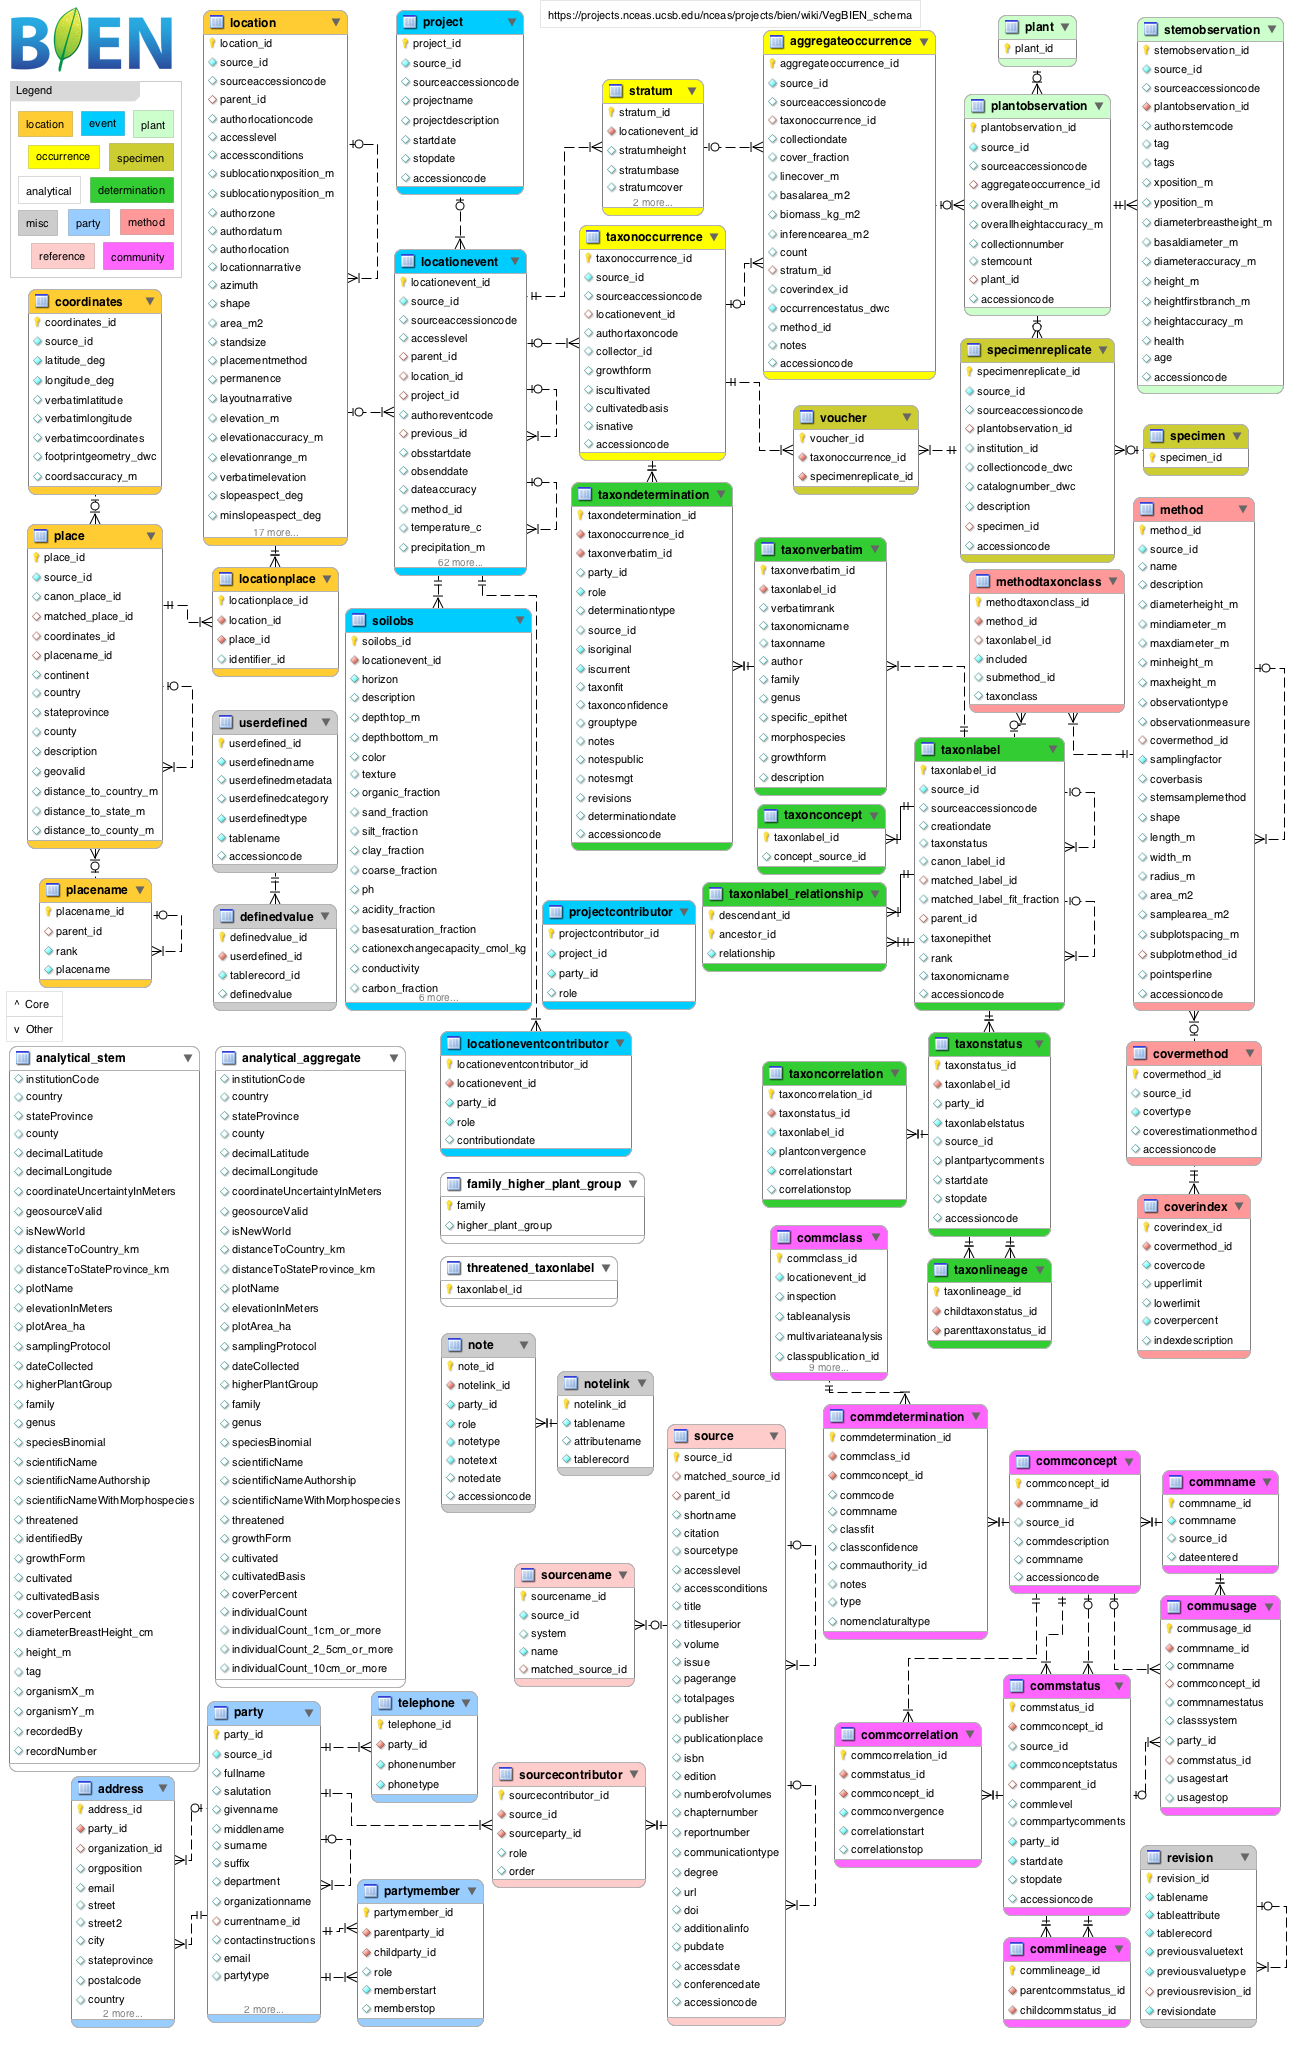 BIEN
https://projects.nceas.ucsb.edu/nceas/projects/bien/wiki/VegBIEN_schema
Legend
location
event
plant
occurrence
specimen
analytical
determination
misc
party
method
reference
community
location
location_id
source_id
sourceaccessioncode
parent_id
authorlocationcode
accesslevel
accessconditions
sublocationxposition_m
sublocationyposition_m
authorzone
authordatum
authorlocation
locationnarrative
azimuth
shape
area_m2
standsize
placementmethod
permanence
layoutnarrative
elevation_m
elevationaccuracy_m
elevationrange_m
verbatimelevation
slopeaspect_deg
minslopeaspect_deg
17 more...
project
project_id
source_id
sourceaccessioncode
projectname
projectdescription
startdate
stopdate
accessioncode
stratum
stratum_id
locationevent_id
stratumheight
stratumbase
stratumcover
2 more...
aggregateoccurrence
aggregateoccurrence_id
source_id
sourceaccessioncode
taxonoccurrence_id
collectiondate
cover_fraction
linecover_m
basalarea_m2
biomass_kg_m2
inferencearea_m2
count
stratum_id
coverindex_id
occurrencestatus_dwc
method_id
notes
accessioncode
plant
plant_id
plantobservation
plantobservation_id
source_id
sourceaccessioncode
aggregateoccurrence_id
overallheight_m
overallheightaccuracy_m
collectionnumber
stemcount
plant_id
accessioncode
stemobservation
stemobservation_id
source_id
sourceaccessioncode
plantobservation_id
authorstemcode
tag
tags
xposition_m
yposition_m
diameterbreastheight_m
basaldiameter_m
diameteraccuracy_m
height_m
heightfirstbranch_m
heightaccuracy_m
health
age
accessioncode
coordinates
coordinates_id
source_id
latitude_deg
longitude_deg
verbatimlatitude
verbatimlongitude
verbatimcoordinates
footprintgeometry_dwc
coordsaccuracy_m
locationevent
locationevent_id
source_id
sourceaccessioncode
accesslevel
parent_id
location_id
project_id
authoreventcode
previous_id
obsstartdate
obsenddate
dateaccuracy
method_id
temperature_c
precipitation_m
62 more...
taxonoccurrence
taxonoccurrence_id
source_id
sourceaccessioncode
locationevent_id
authortaxoncode
collector_id
growthform
iscultivated
cultivatedbasis
isnative
accessioncode
voucher
voucher_id
taxonoccurrence_id
specimenreplicate_id
specimenreplicate
specimenreplicate_id
source_id
sourceaccessioncode
plantobservation_id
institution_id
collectioncode_dwc
catalognumber_dwc
description
specimen_id
accessioncode
specimen
specimen_id
place
place_id
source_id
canon_place_id
matched_place_id
coordinates_id
placename_id
continent
country
stateprovince
county
description
geovalid
distance_to_country_m
distance_to_state_m
distance_to_county_m
locationplace
locationplace_id
location_id
place_id
identifier_id
soilobs
soilobs_id
locationevent_id
horizon
description
depthtop_m
depthbottom_m
color
texture
organic_fraction
sand_fraction
silt_fraction
clay_fraction
coarse_fraction
ph
acidity_fraction
basesaturation_fraction
cationexchangecapacity_cmol_kg
conductivity
carbon_fraction
6 more...
taxondetermination
taxondetermination_id
taxonoccurrence_id
taxonverbatim_id
party_id
role
determinationtype
source_id
isoriginal
iscurrent
taxonfit
taxonconfidence
grouptype
notes
notespublic
notesmgt
revisions
determinationdate
accessioncode
taxonverbatim
taxonverbatim_id
taxonlabel_id
verbatimrank
taxonomicname
taxonname
author
family
genus
specific_epithet
morphospecies
growthform
description
methodtaxonclass
methodtaxonclass_id
method_id
taxonlabel_id
included
submethod_id
taxonclass
method
method_id
source_id
name
description
diameterheight_m
mindiameter_m
maxdiameter_m
minheight_m
maxheight_m
observationtype
observationmeasure
covermethod_id
samplingfactor
coverbasis
stemsamplemethod
shape
length_m
width_m
radius_m
area_m2
samplearea_m2
subplotspacing_m
subplotmethod_id
pointsperline
accessioncode
userdefined
userdefined_id
userdefinedname
userdefinedmetadata
userdefinedcategory
userdefinedtype
tablename
accessioncode
taxonlabel
taxonlabel_id
source_id
sourceaccessioncode
creationdate
taxonstatus
canon_label_id
matched_label_id
matched_label_fit_fraction
parent_id
taxonepithet
rank
taxonomicname
accessioncode
taxonconcept
taxonlabel_id
concept_source_id
placename
placename_id
parent_id
rank
placename
definedvalue
definedvalue_id
userdefined_id
tablerecord_id
definedvalue
projectcontributor
projectcontributor_id
project_id
party_id
role
taxonlabel_relationship
descendant_id
ancestor_id
relationship
^ Core
v Other
analytical_stem
institutionCode
country
stateProvince
county
decimalLatitude
decimalLongitude
coordinateUncertaintyInMeters
geosourceValid
isNewWorld
distanceToCountry_km
distanceToStateProvince_km
plotName
elevationInMeters
plotArea_ha
samplingProtocol
dateCollected
higherPlantGroup
family
genus
speciesBinomial
scientificName
scientificNameAuthorship
scientificNameWithMorphospecies
threatened
identifiedBy
growthForm
cultivated
cultivatedBasis
coverPercent
diameterBreastHeight_cm
height_m
tag
organismX_m
organismY_m
recordedBy
recordNumber
analytical_aggregate
institutionCode
country
stateProvince
county
decimalLatitude
decimalLongitude
coordinateUncertaintyInMeters
geosourceValid
isNewWorld
distanceToCountry_km
distanceToStateProvince_km
plotName
elevationInMeters
plotArea_ha
samplingProtocol
dateCollected
higherPlantGroup
family
genus
speciesBinomial
scientificName
scientificNameAuthorship
scientificNameWithMorphospecies
threatened
growthForm
cultivated
cultivatedBasis
coverPercent
individualCount
individualCount_1cm_or_more
individualCount_2_5cm_or_more
individualCount_10cm_or_more
locationeventcontributor
locationeventcontributor_id
locationevent_id
party_id
role
contributiondate
family_higher_plant_group
family
higher_plant_group
threatened_taxonlabel
taxonlabel_id
taxoncorrelation
taxoncorrelation_id
taxonstatus_id
taxonlabel_id
plantconvergence
correlationstart
correlationstop
taxonstatus
taxonstatus_id
taxonlabel_id
party_id
taxonlabelstatus
source_id
plantpartycomments
startdate
stopdate
accessioncode
covermethod
covermethod_id
source_id
covertype
coverestimationmethod
accessioncode
coverindex
coverindex_id
covermethod_id
covercode
upperlimit
lowerlimit
coverpercent
indexdescription
taxonlineage
taxonlineage_id
childtaxonstatus_id
parenttaxonstatus_id
commclass
commclass_id
locationevent_id
inspection
tableanalysis
multivariateanalysis
classpublication_id
9 more...
note
note_id
notelink_id
party_id
role
notetype
notetext
notedate
accessioncode
notelink
notelink_id
tablename
attributename
tablerecord
source
source_id
matched_source_id
parent_id
shortname
citation
sourcetype
accesslevel
accessconditions
title
titlesuperior
volume
issue
pagerange
totalpages
publisher
publicationplace
isbn
edition
numberofvolumes
chapternumber
reportnumber
communicationtype
degree
url
doi
additionalinfo
pubdate
accessdate
conferencedate
accessioncode
commdetermination
commdetermination_id
commclass_id
commconcept_id
commcode
commname
classfit
classconfidence
commauthority_id
notes
type
nomenclaturaltype
commconcept
commconcept_id
commname_id
source_id
commdescription
commname
accessioncode
commname
commname_id
commname
source_id
dateentered
sourcename
sourcename_id
source_id
system
name
matched_source_id
commusage
commusage_id
commname_id
commname
commconcept_id
commnamestatus
classsystem
party_id
commstatus_id
usagestart
usagestop
commstatus
commstatus_id
commconcept_id
source_id
commconceptstatus
commparent_id
commlevel
commpartycomments
party_id
startdate
stopdate
accessioncode
commcorrelation
commcorrelation_id
commstatus_id
commconcept_id
commconvergence
correlationstart
correlationstop
party
party_id
source_id
fullname
salutation
givenname
middlename
surname
suffix
department
organizationname
currentname_id
contactinstructions
email
partytype
2 more...
telephone
telephone_id
party_id
phonenumber
phonetype
address
address_id
party_id
organization_id
orgposition
email
street
street2
city
stateprovince
postalcode
country
2 more...
sourcecontributor
sourcecontributor_id
source_id
sourceparty_id
role
order
partymember
partymember_id
parentparty_id
childparty_id
role
memberstart
memberstop
revision
revision_id
tablename
tableattribute
tablerecord
previousvaluetext
previousvaluetype
previousrevision_id
revisiondate
commlineage
commlineage_id
parentcommstatus_id
childcommstatus_id